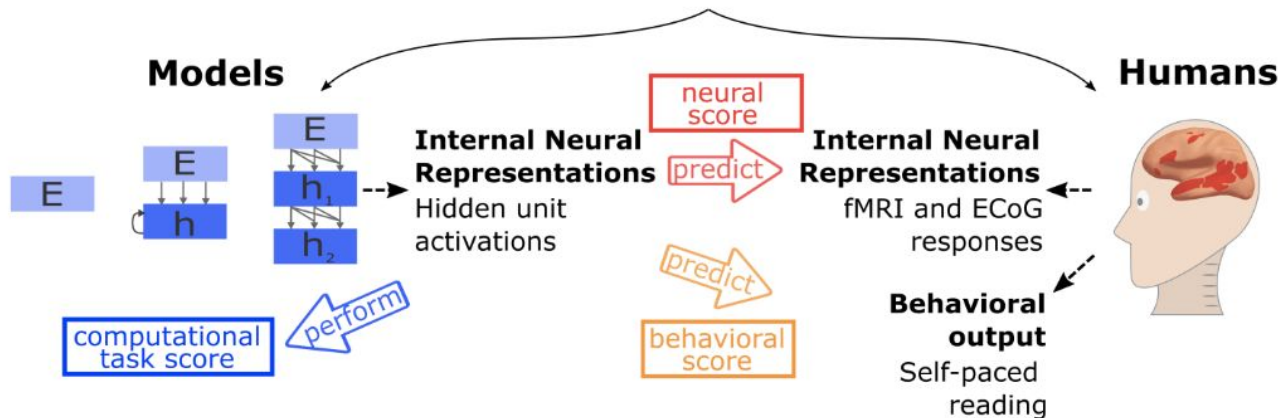 Models
Humans
E
E
h
E
h₁
h₂
Internal Neural
Representations
Hidden unit
activations
neural
score
predict
Internal Neural
Representations
fMRI and ECoG
responses
perform
computational
task score
predict
behavioral
score
Behavioral
output
Self-paced
reading